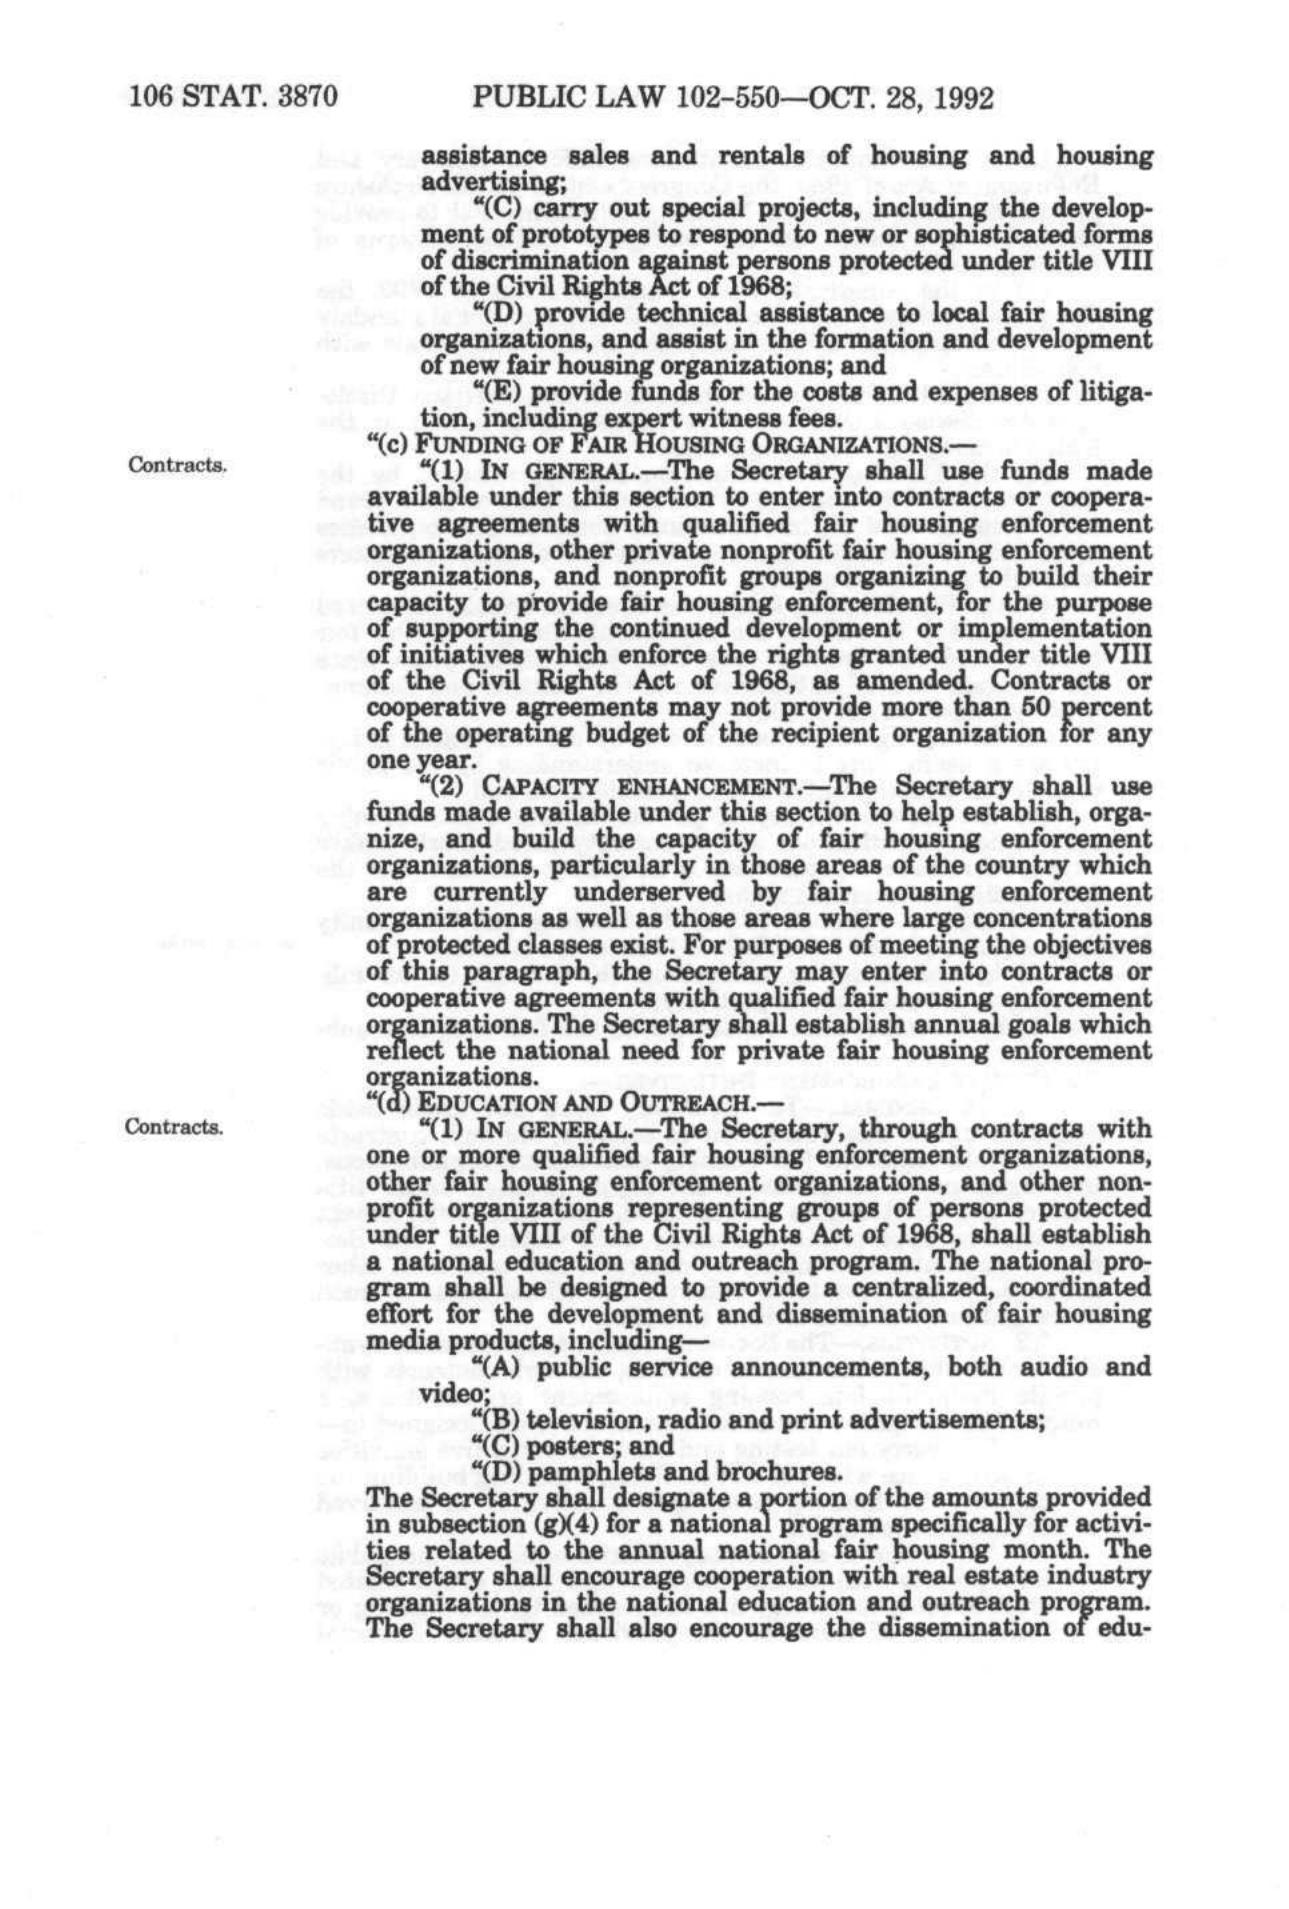 106 STAT. 3870 PUBLIC LAW 102-550—OCT. 28, 1992
assistance sales and rentals of housing and housing
advertising;
"(C) carry out special projects, including the develop-
ment of prototypes to respond to new or sophisticated forms
of discrimination against persons protected under title VIII
of the Civil Rights Act of 1968;
"(D) provide technical assistance to local fair housing
organizations, and assist in the formation and development
of new fair housing organizations; and
"(E) provide funds for the costs and expenses of litiga-
tion, including expert witness fees.
"(c) FUNDING OF FAIR HOUSING ORGANIZATIONS.—
Contracts.
"(1) IN GENERAL.—The Secretary shall use funds made
available under this section to enter into contracts or coopera-
tive agreements with qualified fair housing enforcement
organizations, other private nonprofit fair housing enforcement
organizations, and nonprofit groups organizing to build their
capacity to provide fair housing enforcement, for the purpose
of supporting the continued development or implementation
of initiatives which enforce the rights granted under title VIII
of the Civil Rights Act of 1968, as amended. Contracts or
cooperative agreements may not provide more than 50 percent
of the operating budget of the recipient organization for any
one year.
"(2) CAPACITY ENHANCEMENT.—The Secretary shall use
funds made available under this section to help establish, orga-
nize, and build the capacity of fair housing enforcement
organizations, particularly in those areas of the country which
are currently underserved by fair housing enforcement
organizations as well as those areas where large concentrations
of protected classes exist. For purposes of meeting the objectives
of this paragraph, the Secretary may enter into contracts or
cooperative agreements with qualified fair housing enforcement
organizations. The Secretary shall establish annual goals which
reflect the national need for private fair housing enforcement
organizations.
"(d) EDUCATION AND OUTREACH.—
Contracts.
"(1) IN GENERAL.—The Secretary, through contracts with
one or more qualified fair housing enforcement organizations,
other fair housing enforcement organizations, and other non-
profit organizations representing groups of persons protected
under title VIII of the Civil Rights Act of 1968, shall establish
a national education and outreach program. The national pro-
gram shall be designed to provide a centralized, coordinated
effort for the development and dissemination of fair housing
media products, including—
"(A) public service announcements, both audio and
video;
"(B) television, radio and print advertisements;
"(C) posters; and
"(D) pamphlets and brochures.
The Secretary shall designate a portion of the amounts provided
in subsection (g)(4) for a national program specifically for activi-
ties related to the annual national fair housing month. The
Secretary shall encourage cooperation with real estate industry
organizations in the national education and outreach program.
The Secretary shall also encourage the dissemination of edu-